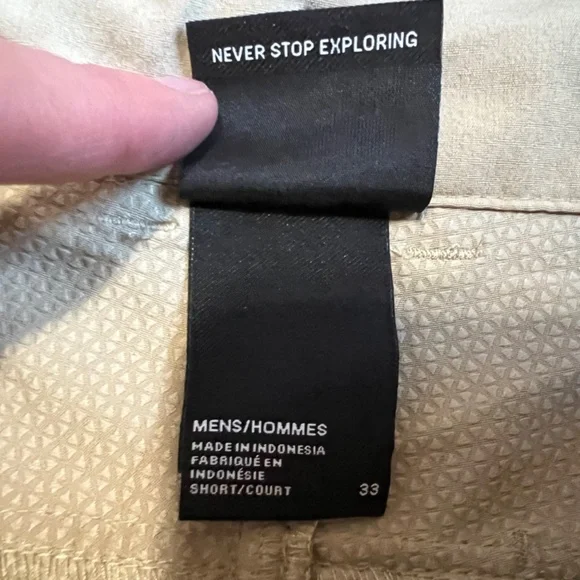 NEVER STOP EXPLORING
MENS/HOMMES
MADE IN INDONESIA
FABRIQUÉ EN
INDONÉSIE
SHORT/COURT 33